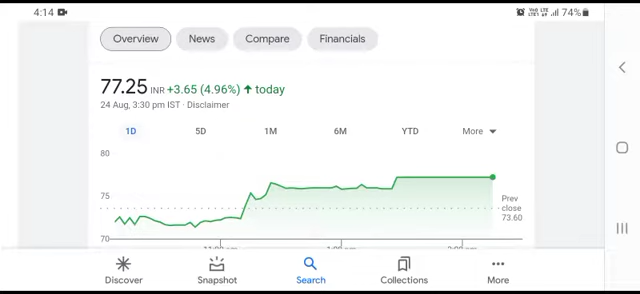 4:14 74%
Overview News Compare Financials
77.25 INR +3.65 (4.96%) ↑ today
24 Aug, 3:30 pm IST · Disclaimer
1D 5D 1M 6M YTD More
80
75
70
Prev
close
73.60
Discover Snapshot Search Collections More